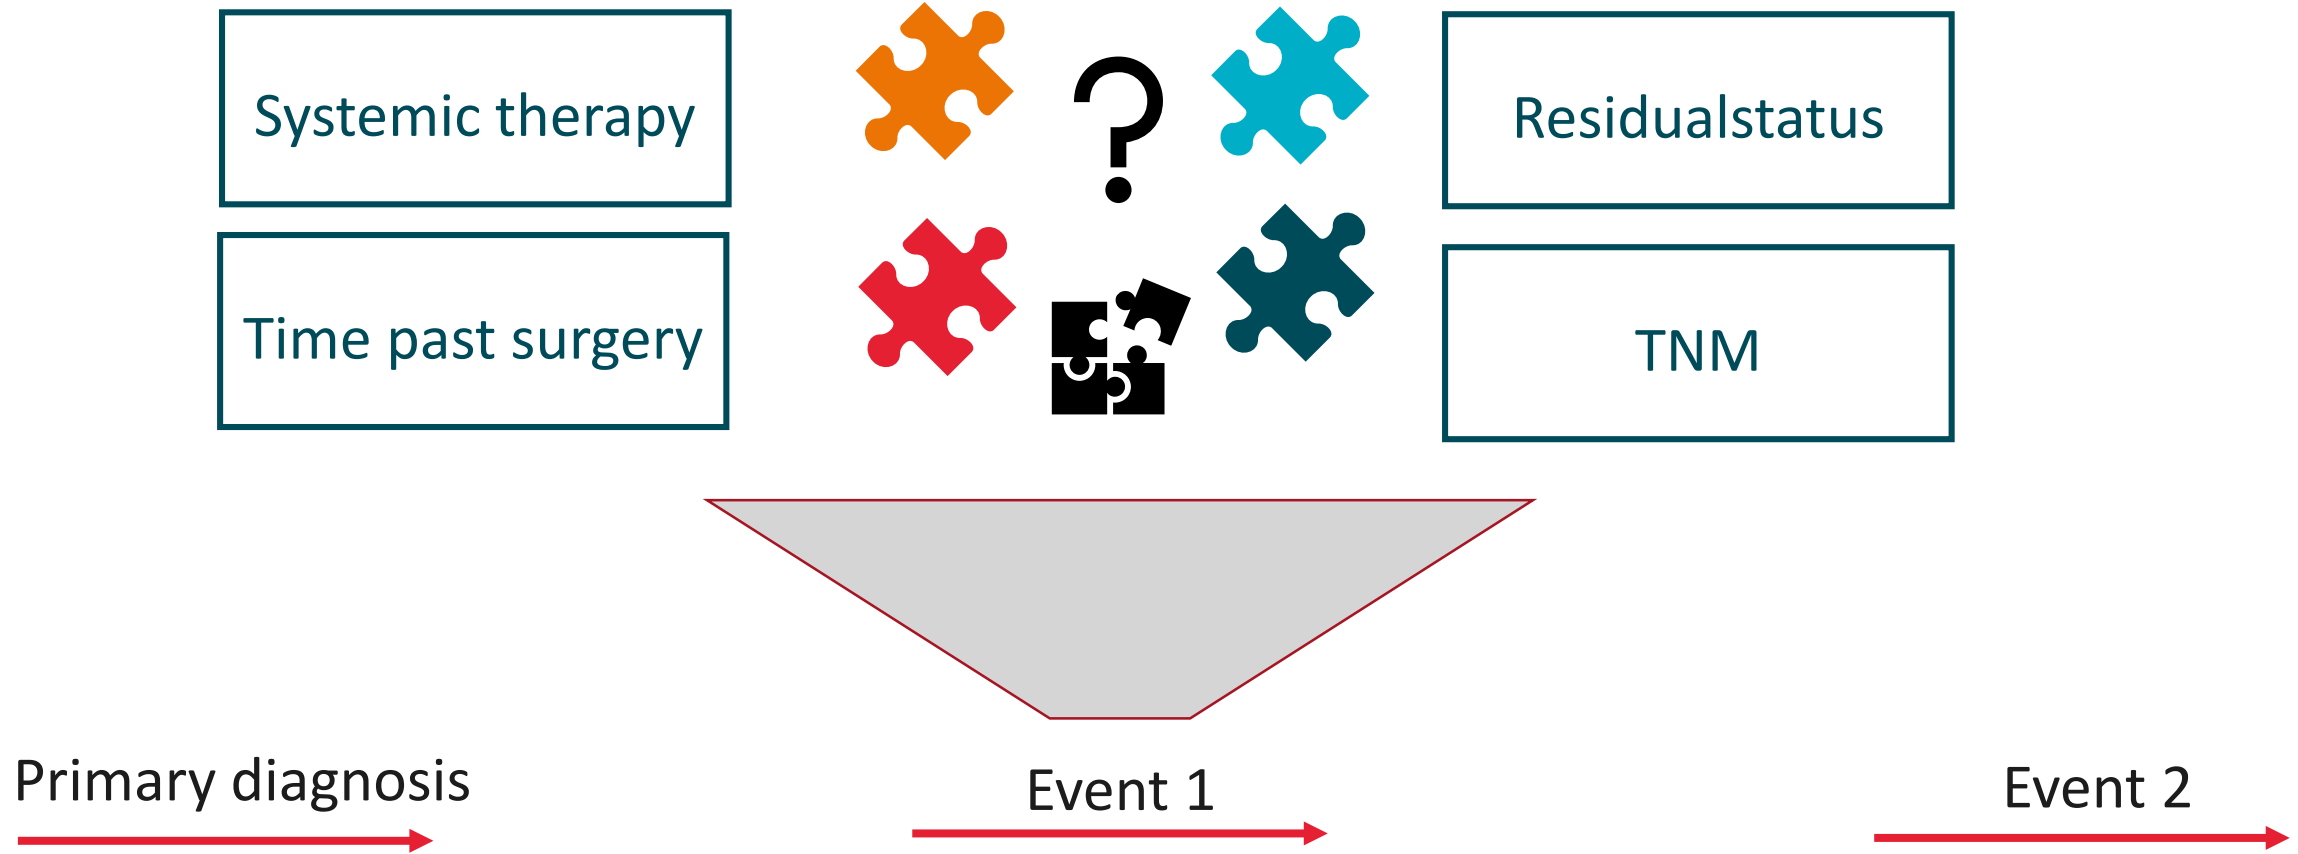 Systemic therapy
Residualstatus
Time past surgery
TNM
?
Primary diagnosis
Event 1
Event 2